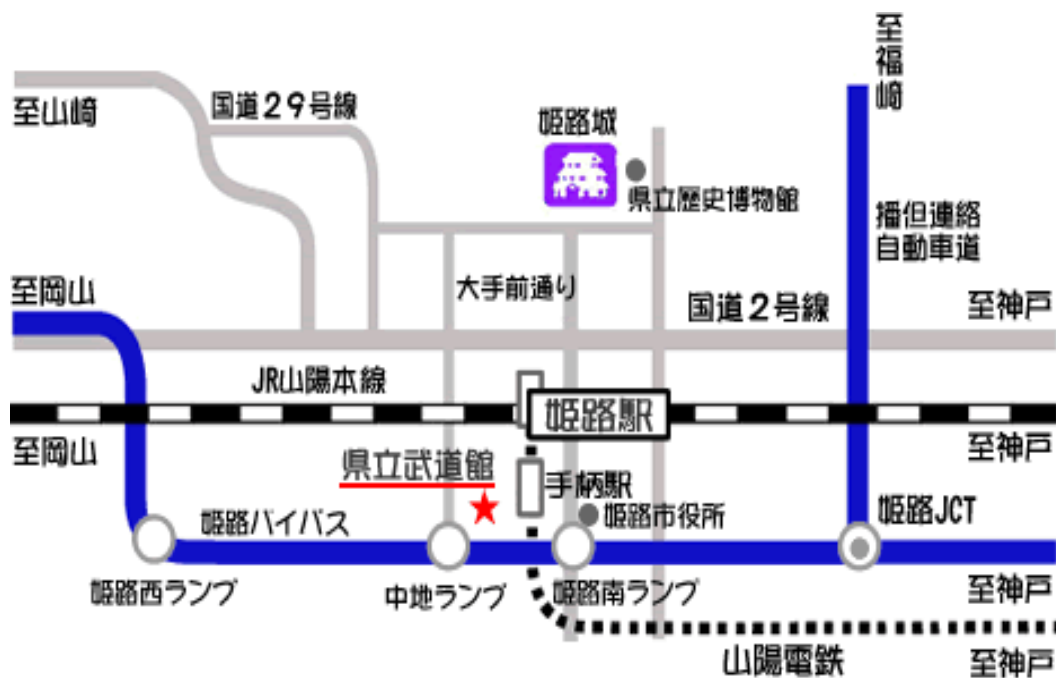 至福崎
至山崎
国道29号線
姫路城
県立歴史博物館
播但連絡
自動車道
至岡山
大手前通り
国道2号線
至神戸
JR山陽本線
姫路駅
至岡山
県立武道館
至神戸
手柄駅
姫路バイパス
姫路市役所
姫路JCT
姫路西ランプ
中地ランプ
姫路南ランプ
至神戸
山陽電鉄
至神戸